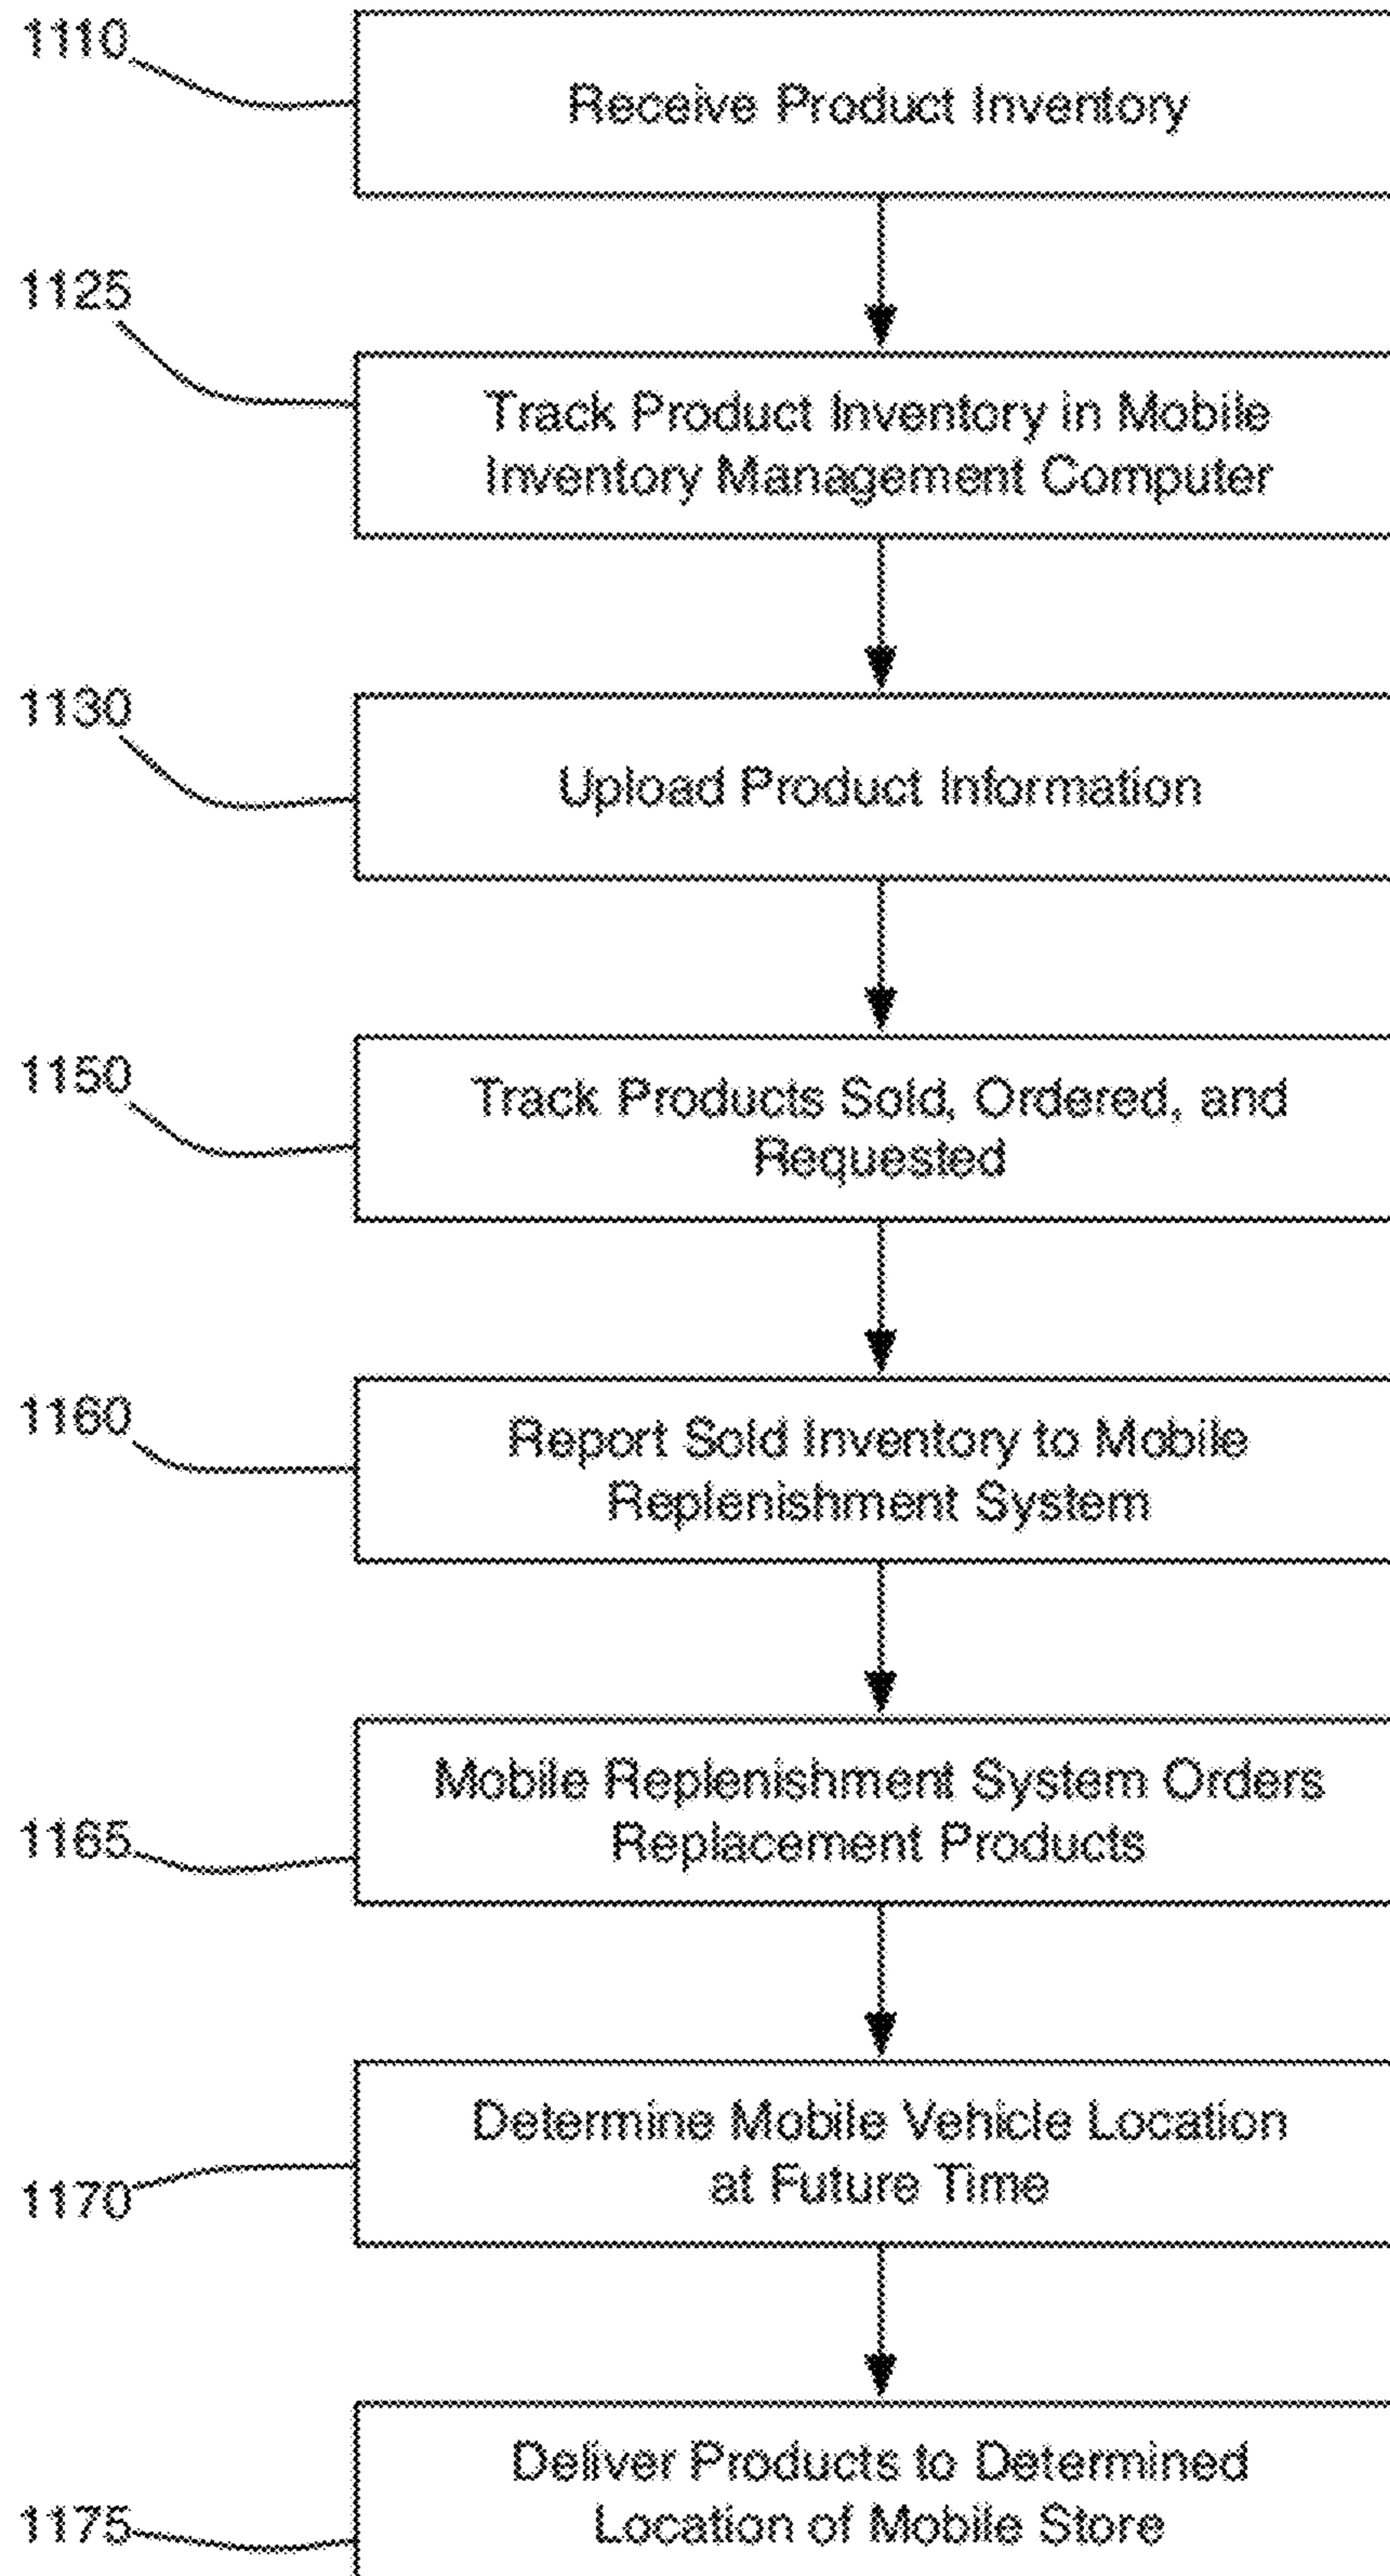 1110
Receive Product Inventory
1125
Track Product Inventory in Mobile
Inventory Management Computer
1130
Upload Product Information
1150
Track Products Sold, Ordered, and
Requested
1160
Report Sold Inventory to Mobile
Replenishment System
Mobile Replenishment System Orders
Replacement Products
1165
Determine Mobile Vehicle Location
at Future Time
1170
Deliver Products to Determined
Location of Mobile Store
1175